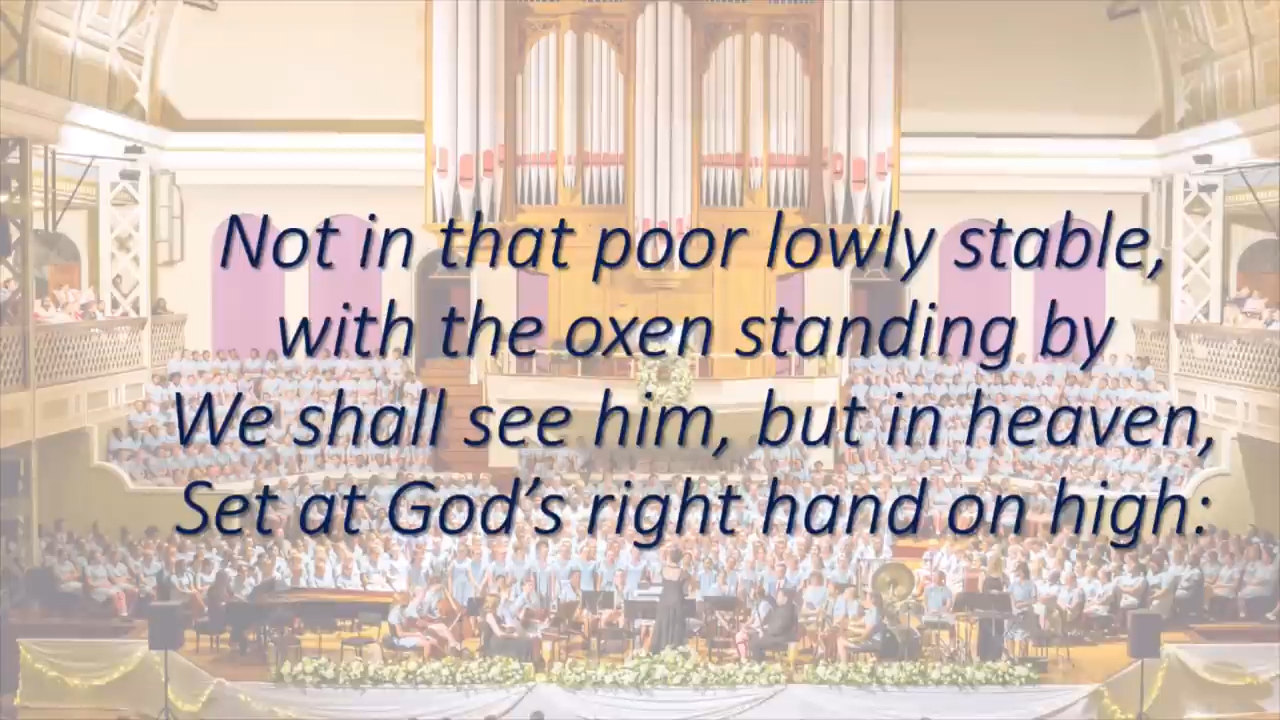 Not in that poor lowly stable,
with the oxen standing by
We shall see him, but in heaven,
Set at God’s right hand on high: